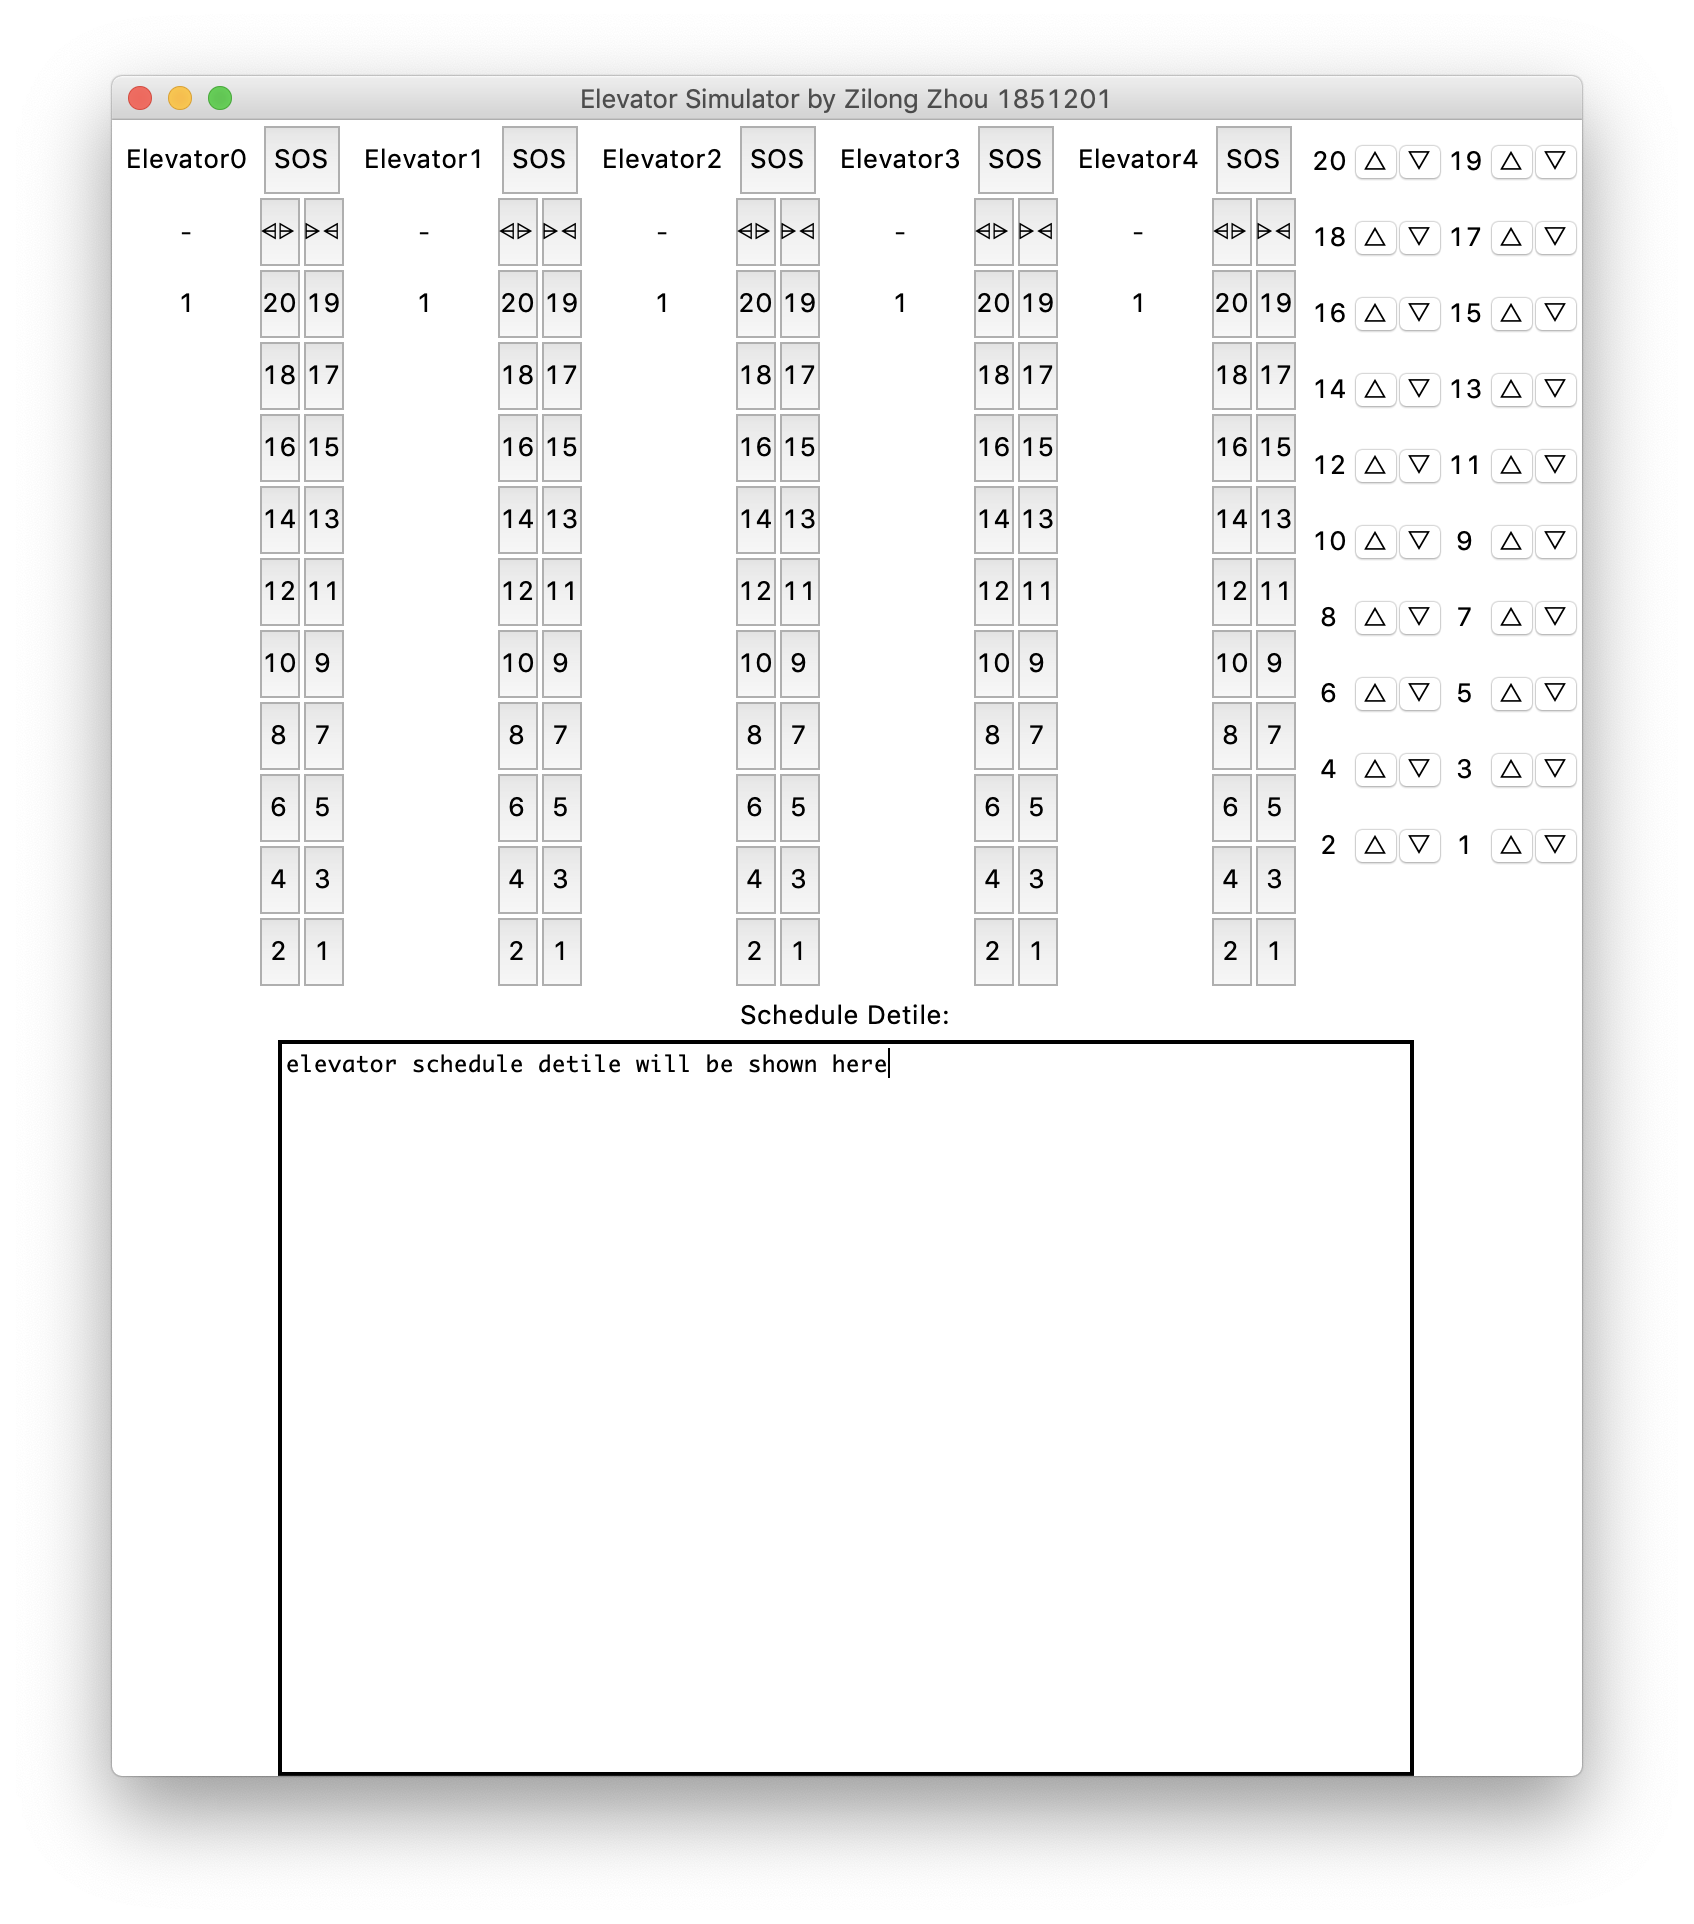 Elevator Simulator by Zilong Zhou 1851201
Elevator0 SOS Elevator1 SOS Elevator2 SOS Elevator3 SOS Elevator4 SOS 20 △ ▽ 19 △ ▽
- ⊲⊳ ⊳⊲ - ⊲⊳ ⊳⊲ - ⊲⊳ ⊳⊲ - ⊲⊳ ⊳⊲ - ⊲⊳ ⊳⊲ 18 △ ▽ 17 △ ▽
1 20 19 1 20 19 1 20 19 1 20 19 1 20 19 16 △ ▽ 15 △ ▽
18 17 18 17 18 17 18 17 18 17 14 △ ▽ 13 △ ▽
16 15 16 15 16 15 16 15 16 15 12 △ ▽ 11 △ ▽
14 13 14 13 14 13 14 13 14 13 10 △ ▽ 9 △ ▽
12 11 12 11 12 11 12 11 12 11 8 △ ▽ 7 △ ▽
10 9 10 9 10 9 10 9 10 9 6 △ ▽ 5 △ ▽
8 7 8 7 8 7 8 7 8 7 4 △ ▽ 3 △ ▽
6 5 6 5 6 5 6 5 6 5 2 △ ▽ 1 △ ▽
4 3 4 3 4 3 4 3 4 3
2 1 2 1 2 1 2 1 2 1
Schedule Detile:
elevator schedule detile will be shown here